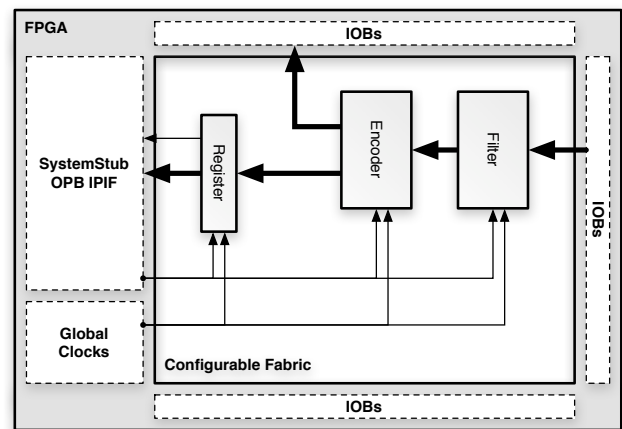 FPGA
IOBs
SystemStub
OPB IPIF
Register
Encoder
Filter
IOBs
Global
Clocks
Configurable Fabric
IOBs